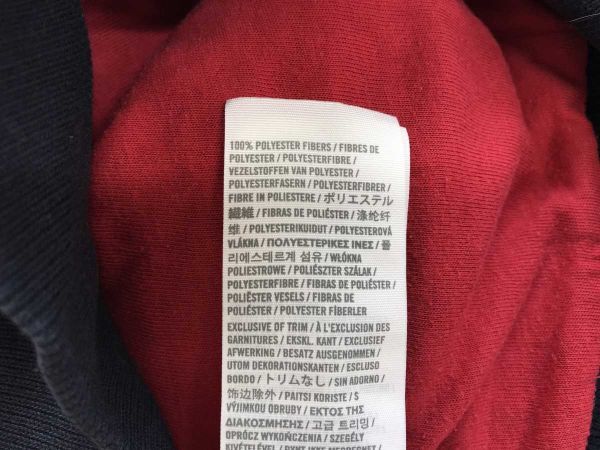 100% POLYESTER FIBERS / FIBRES DE
POLYESTER / POLYESTERFIBRE /
VEZELSTOFFEN VAN POLYESTER /
POLYESTERFASERN / POLYESTERFIBRER /
FIBRE IN POLIESTERE / ポリエステル
繊維 / FIBRAS DE POLIÉSTER / 涤纶纤
维 / POLYESTERIKUIDUT / POLYESTEROVÁ
VLÁKNA / ΠΟΛΥΕΣΤΕΡΙΚΕΣ ΙΝΕΣ / 폴
리에스테르계 섬유 / WŁÓKNA
POLIESTROWE / POLIÉSZTER SZÁLAK /
POLYESTERFIBRE / FIBRAS DE POLIÉSTER /
POLIĒSTER VESELS / FIBRAS DE
POLIÉSTER / POLYESTER FİBERLER
EXCLUSIVE OF TRIM / À L'EXCLUSION DES
GARNITURES / EKSKL. KANT / EXCLUSIEF
AFWERKING / BESATZ AUSGENOMMEN /
UTOM DEKORATIONSKANTEN / ESCLUSO
BORDO / トリムなし / SIN ADORNO /
饰边除外 / PAITSI KORISTE / S
VÝJIMKOU OBRUBY / ΕΚΤΟΣ ΤΗΣ
ΔΙΑΚΟΣΜΗΣΗΣ / 고급 트리밍 /
OPRÓCZ WYKOŃCZENIA / SZEGÉLY
KIVÉTELÉVEL / PYNT IKKE